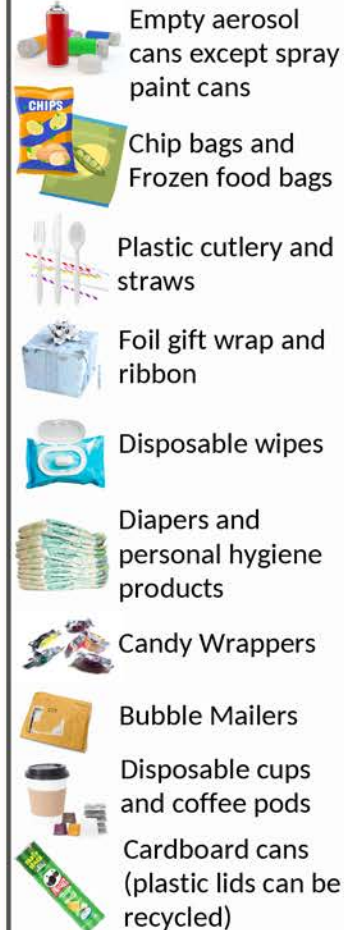 Empty aerosol
cans except spray
paint cans
CHIPS
Chip bags and
Frozen food bags
Plastic cutlery and
straws
Foil gift wrap and
ribbon
Disposable wipes
Diapers and
personal hygiene
products
Candy Wrappers
Bubble Mailers
Disposable cups
and coffee pods
Cardboard cans
(plastic lids can be
recycled)